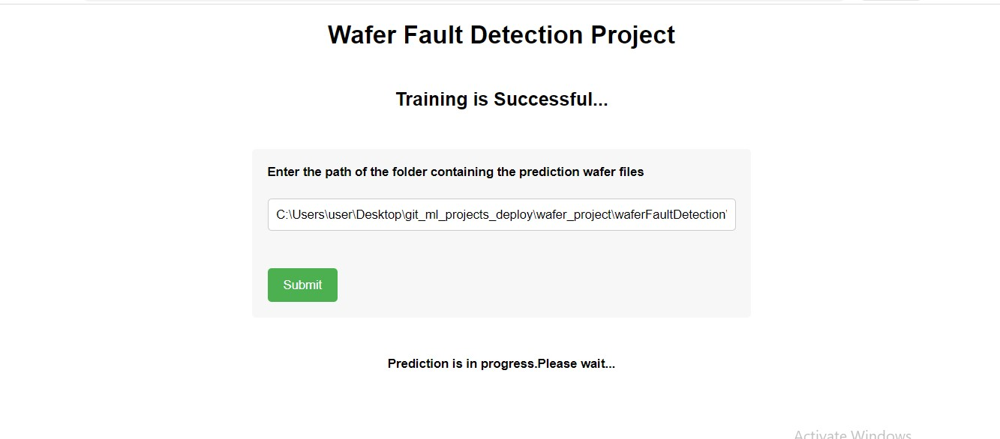 Wafer Fault Detection Project
Training is Successful...
Enter the path of the folder containing the prediction wafer files
C:\Users\user\Desktop\git_ml_projects_deploy\wafer_project\waferFaultDetection\
Submit
Prediction is in progress.Please wait...
Activate Windows